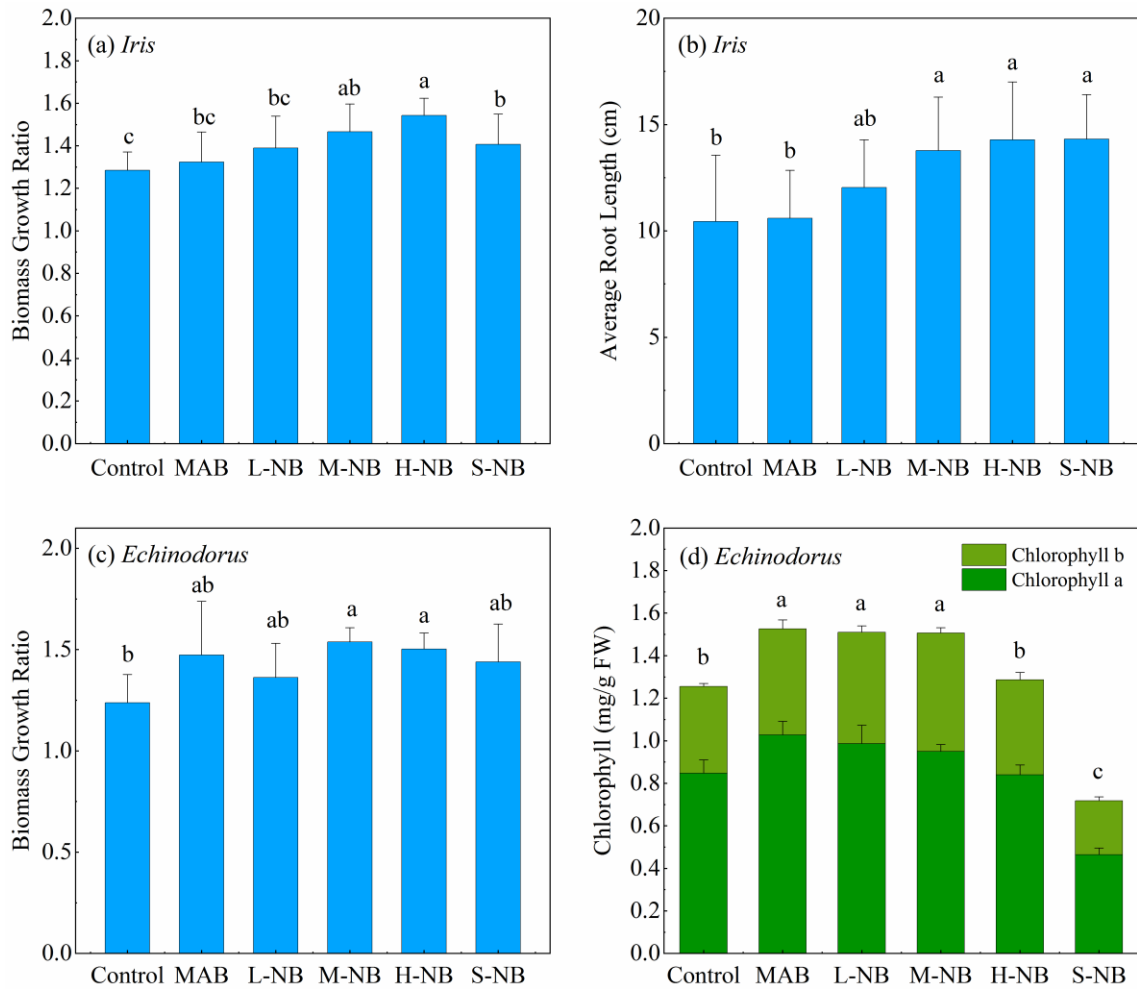 (a) Iris
Biomass Growth Ratio
2.0
1.8
1.6
1.4
1.2
1.0
0.8
0.6
0.4
0.2
0.0
c bc bc ab a b
Control MAB L-NB M-NB H-NB S-NB
(b) Iris
Average Root Length (cm)
20
15
10
5
0
b b ab a a a
Control MAB L-NB M-NB H-NB S-NB
(c) Echinodorus
Biomass Growth Ratio
2.0
1.5
1.0
0.5
0.0
b ab ab a a ab
Control MAB L-NB M-NB H-NB S-NB
(d) Echinodorus
Chlorophyll b
Chlorophyll a
Chlorophyll (mg/g FW)
2.0
1.8
1.6
1.4
1.2
1.0
0.8
0.6
0.4
0.2
0.0
b a a a b c
Control MAB L-NB M-NB H-NB S-NB